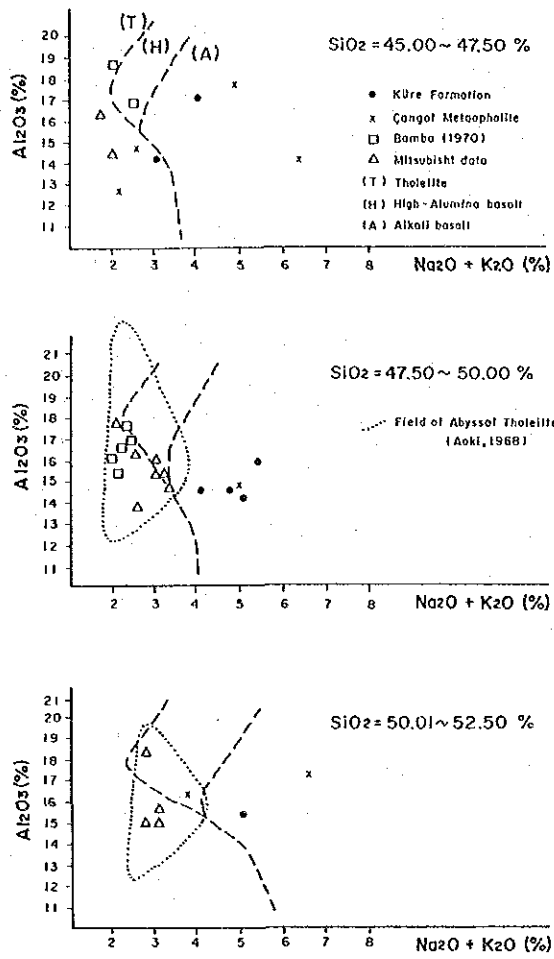 (T)
(H)
(A)
SiO2 = 45.00~47.50 %
20
19
18
17
16
15
14
13
12
11
Al2O3(%)
● Küre Formation
x Çangal Metaophalite
□ Bamba (1970)
△ Mitsubishi data
(T) Tholeiite
(H) High-Alumina basalt
(A) Alkali basalt
2 3 4 5 6 7 8 Na2O + K2O (%)
SiO2 = 47.50~ 50.00 %
21
20
19
18
17
16
15
14
13
12
11
Al2O3(%)
Field of Abyssal Tholeiite
(Aoki, 1968)
2 3 4 5 6 7 8 Na2O + K2O (%)
SiO2 = 50.01~ 52.50 %
21
20
19
18
17
16
15
14
13
12
11
Al2O3(%)
2 3 4 5 6 7 8 Na2O + K2O (%)